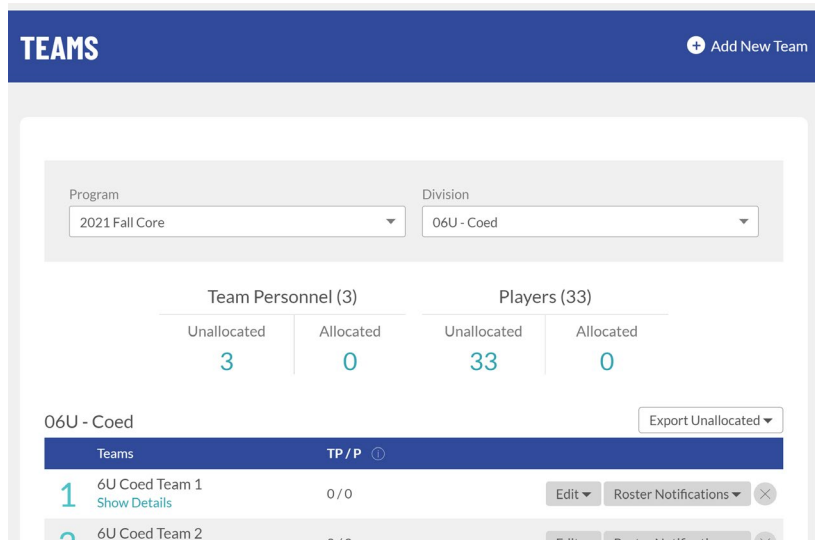 TEAMS
Add New Team
Program Division
2021 Fall Core 06U - Coed
Team Personnel (3) Players (33)
Unallocated Allocated Unallocated Allocated
3 0 33 0
06U - Coed Export Unallocated
Teams TP / P
1 6U Coed Team 1 0 / 0 Edit Roster Notifications
Show Details
6U Coed Team 2